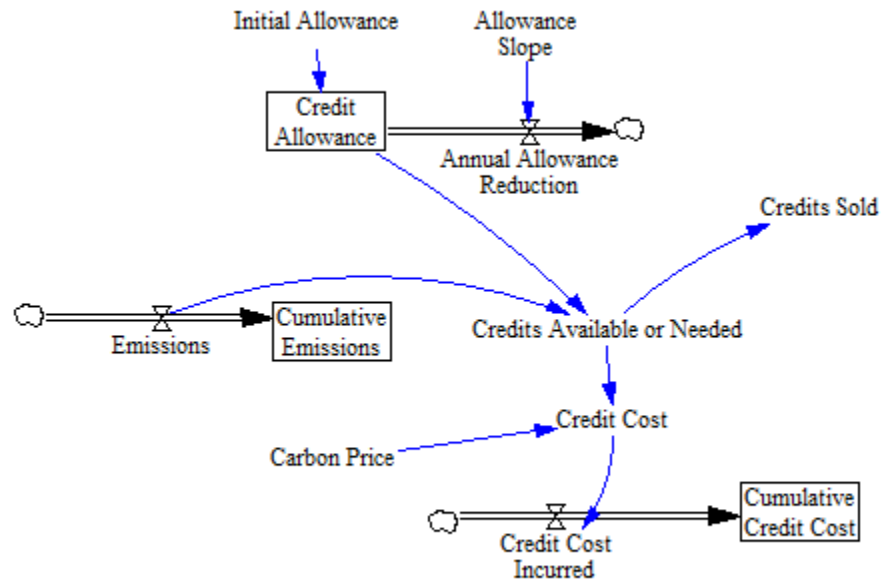 Initial Allowance
Allowance
Slope
Credit
Allowance
Annual Allowance
Reduction
Credits Sold
Emissions
Cumulative
Emissions
Credits Available or Needed
Credit Cost
Carbon Price
Credit Cost
Incurred
Cumulative
Credit Cost